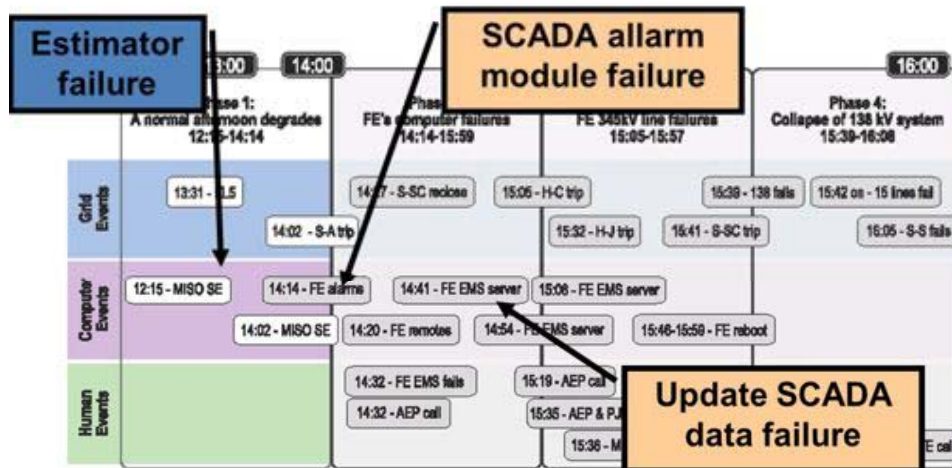 Estimator
failure
SCADA allarm
module failure
:00
14:00
16:00
Phase 1:
A normal afternoon degrades
12:15-14:14
FE's computer failures
14:14-15:59
FE 345kV line failures
15:05-15:57
Phase 4:
Collapse of 138 kV system
15:39-16:08
Grid
Events
13:31 -
14:02 - S-A trip
S-SC reclose
15:05 - H-C trip
15:32 - H-J trip
15:39 - 138 fails
15:41 - S-SC trip
15:42 on - 15 lines fail
16:05 - S-S fails
Computer
Events
12:15 - MISO SE
14:02 - MISO SE
14:14 - FE alarms
14:20 - FE remotes
14:41 - FE EMS server
14:54 - FE EMS server
15:08 - FE EMS server
15:46-15:59 - FE reboot
Human
Events
14:32 - FE EMS fails
14:32 - AEP call
15:19 - AEP call
15:35 - AEP & PJ
15:36 - M
Update SCADA
data failure